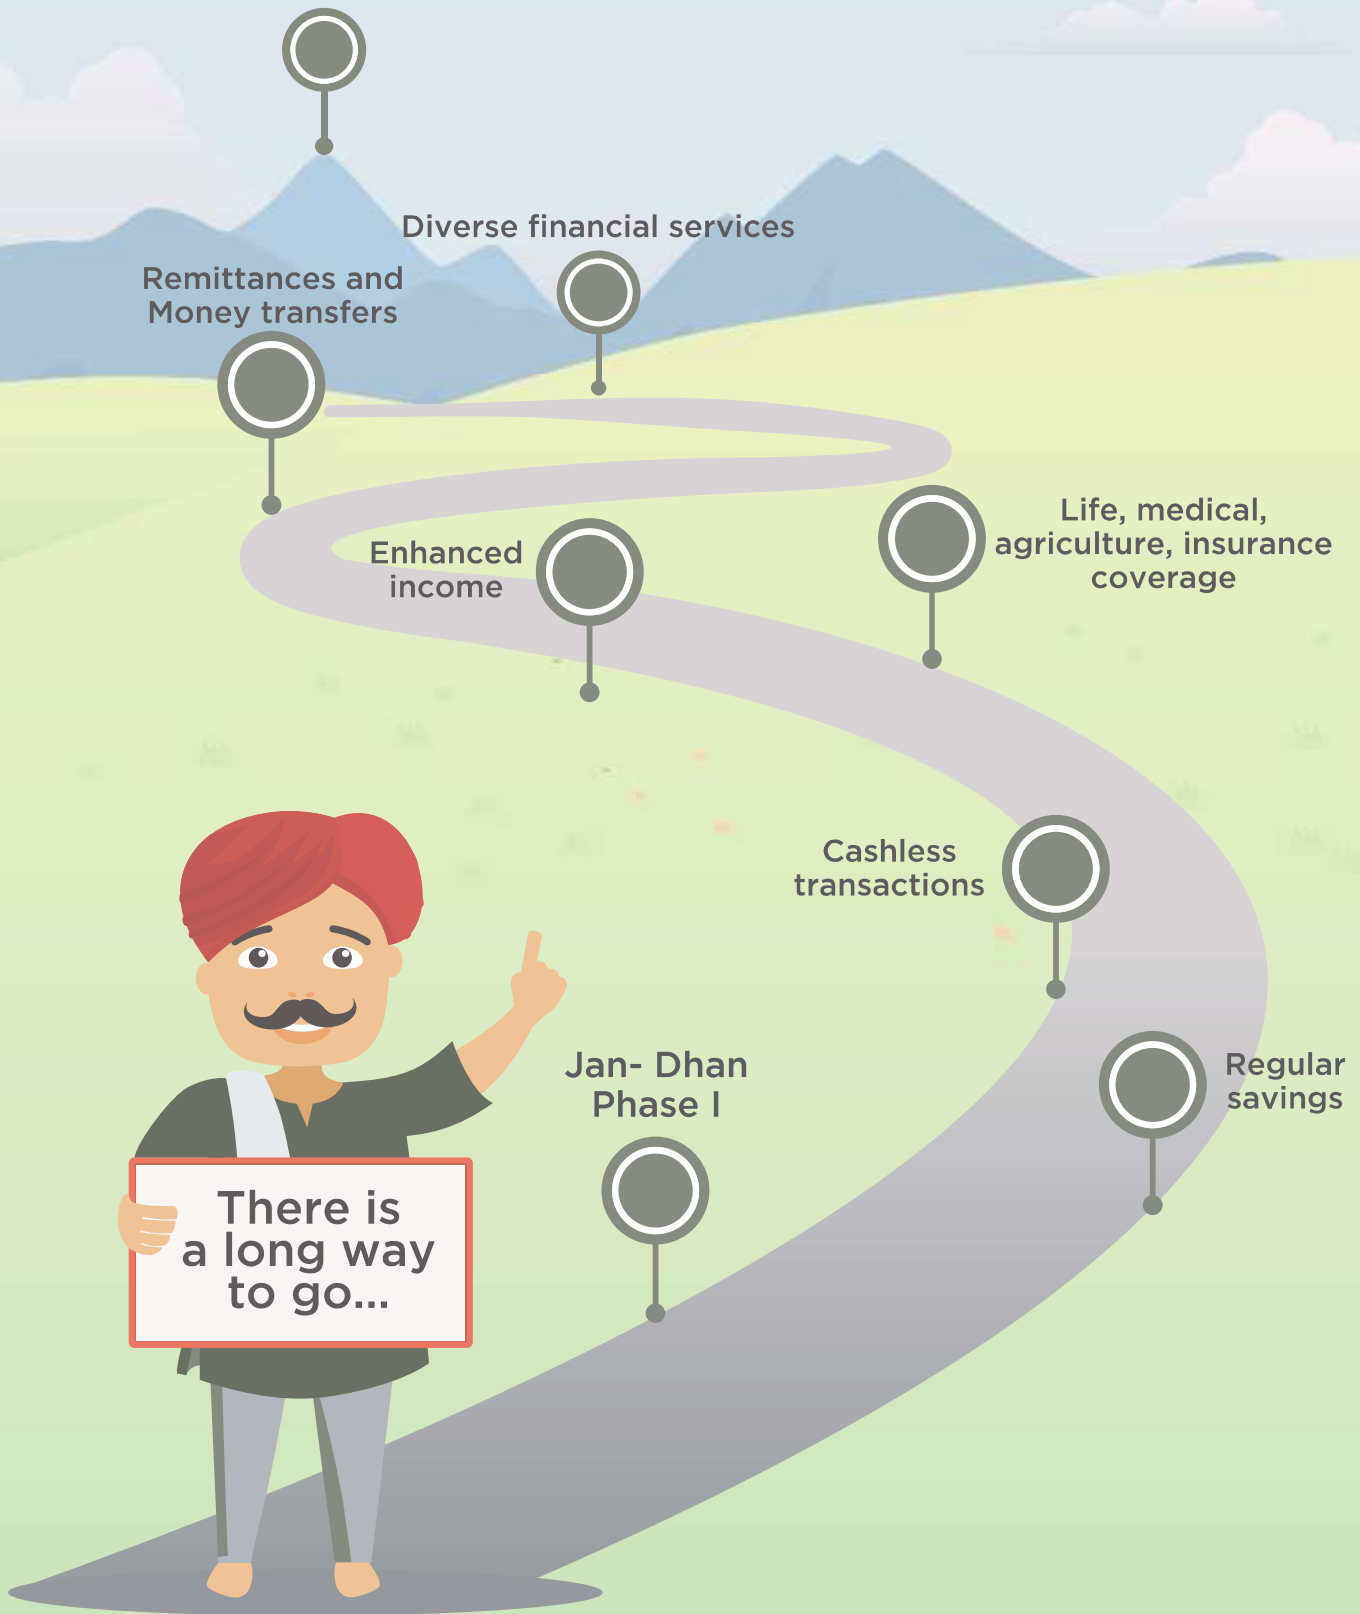 Diverse financial services
Remittances and
Money transfers
Life, medical,
agriculture, insurance
coverage
Enhanced
income
Cashless
transactions
Regular
savings
Jan- Dhan
Phase I
There is
a long way
to go...